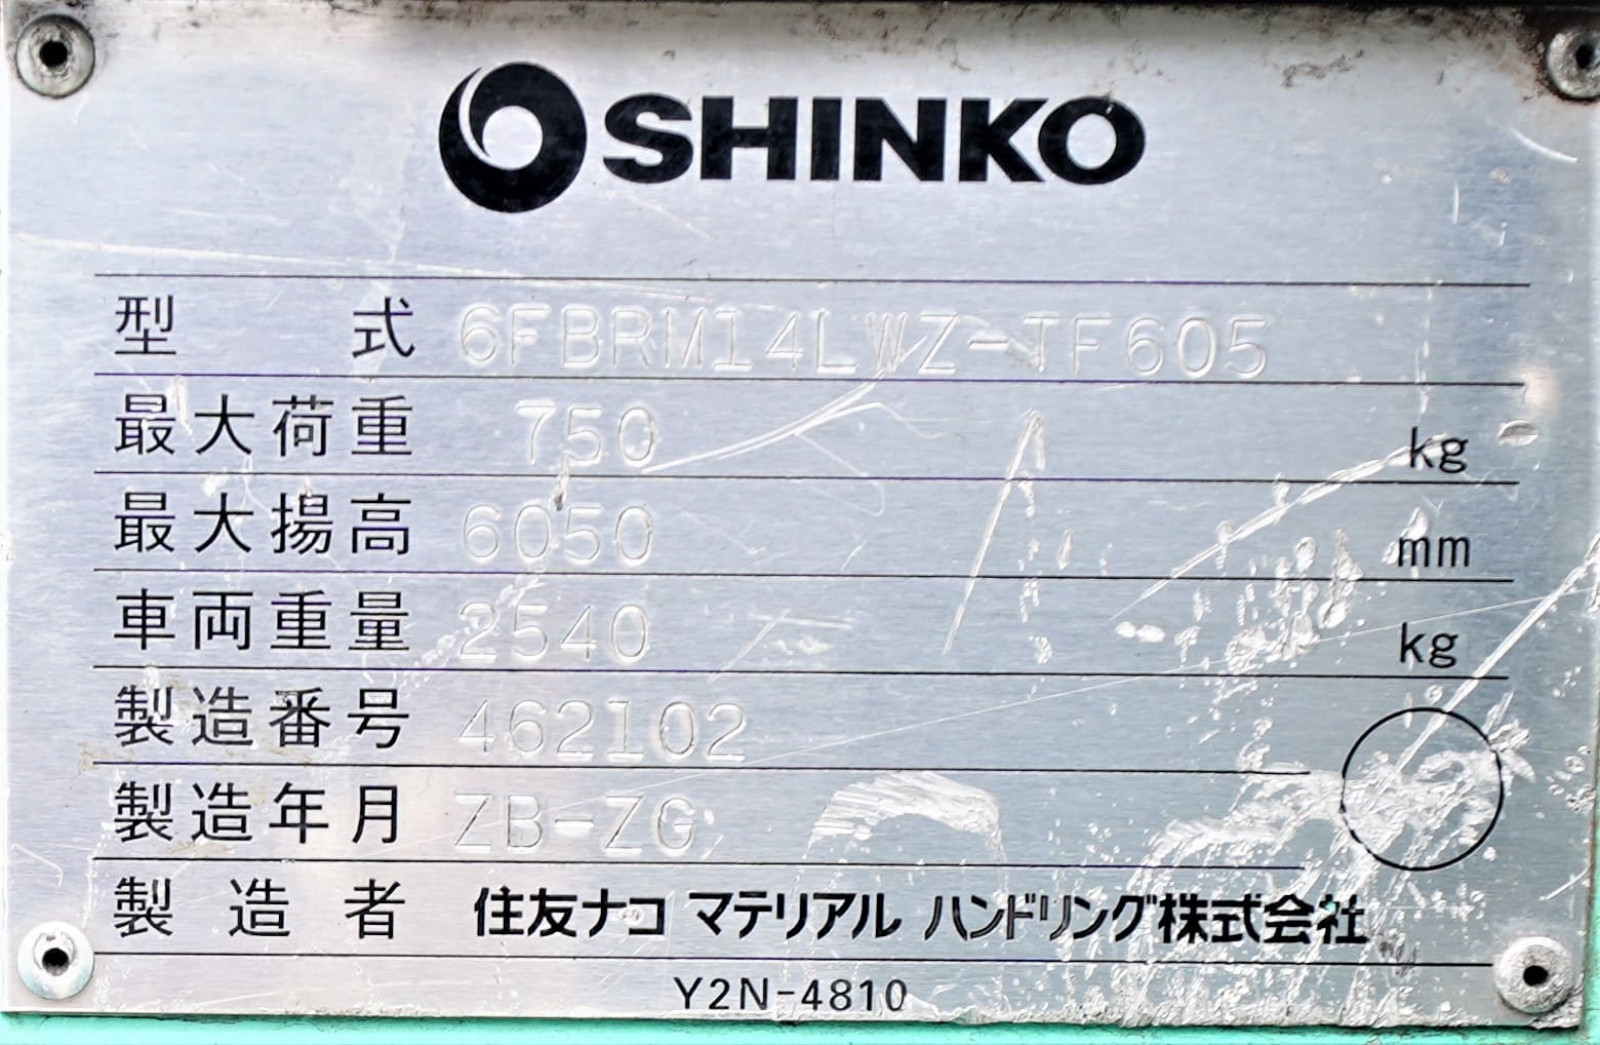 SHINKO
型式 6FBRM14LWZ-TF605
最大荷重 750 kg
最大揚高 6050 mm
車両重量 2540 kg
製造番号 462102
製造年月 ZB-ZG
製造者 住友ナコ マテリアル ハンドリング株式会社
Y2N-4810